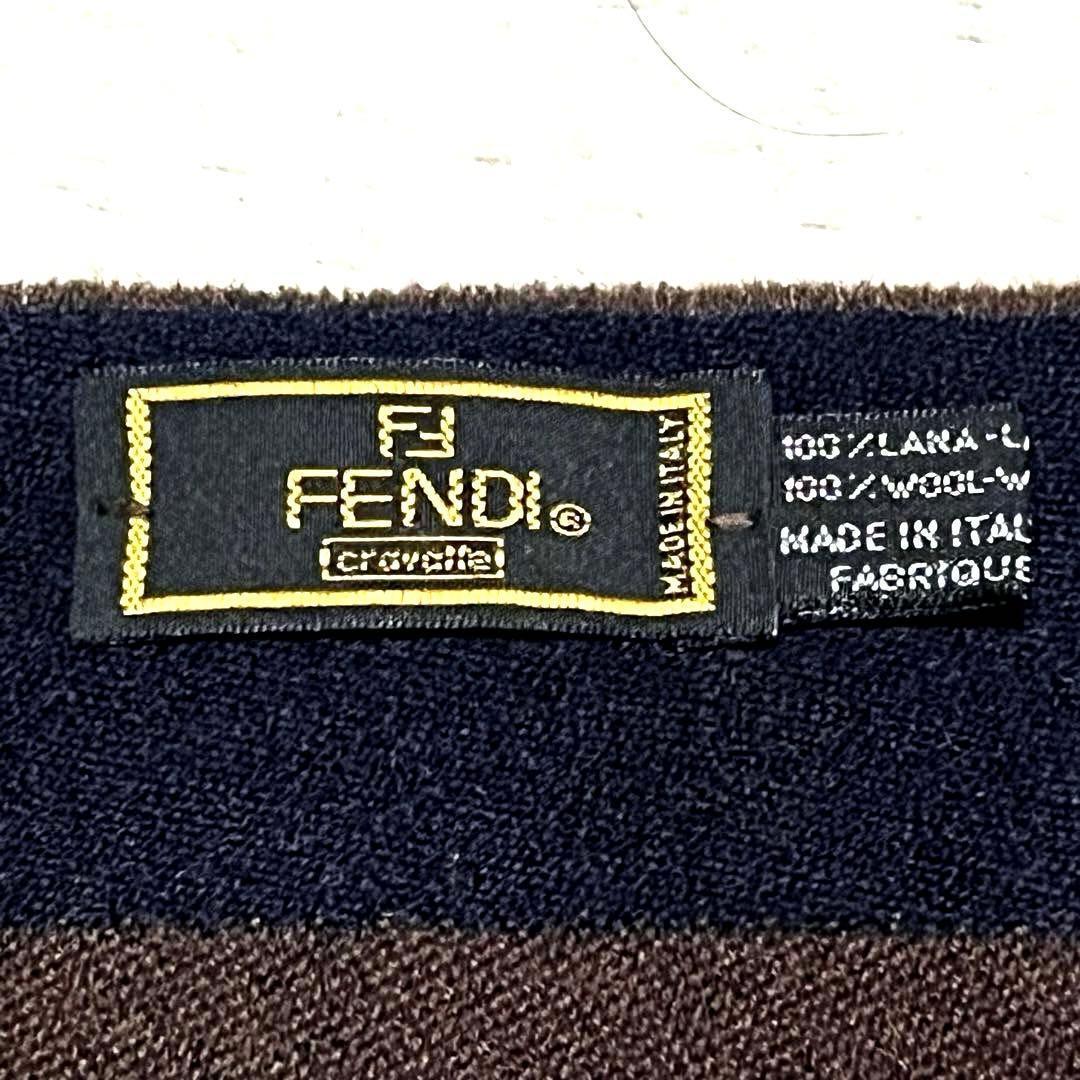 FF
FENDI®
cravatte
MADE IN ITALY
100%LANA-
100%WOOL-W
MADE IN ITAL
FABRIQUE